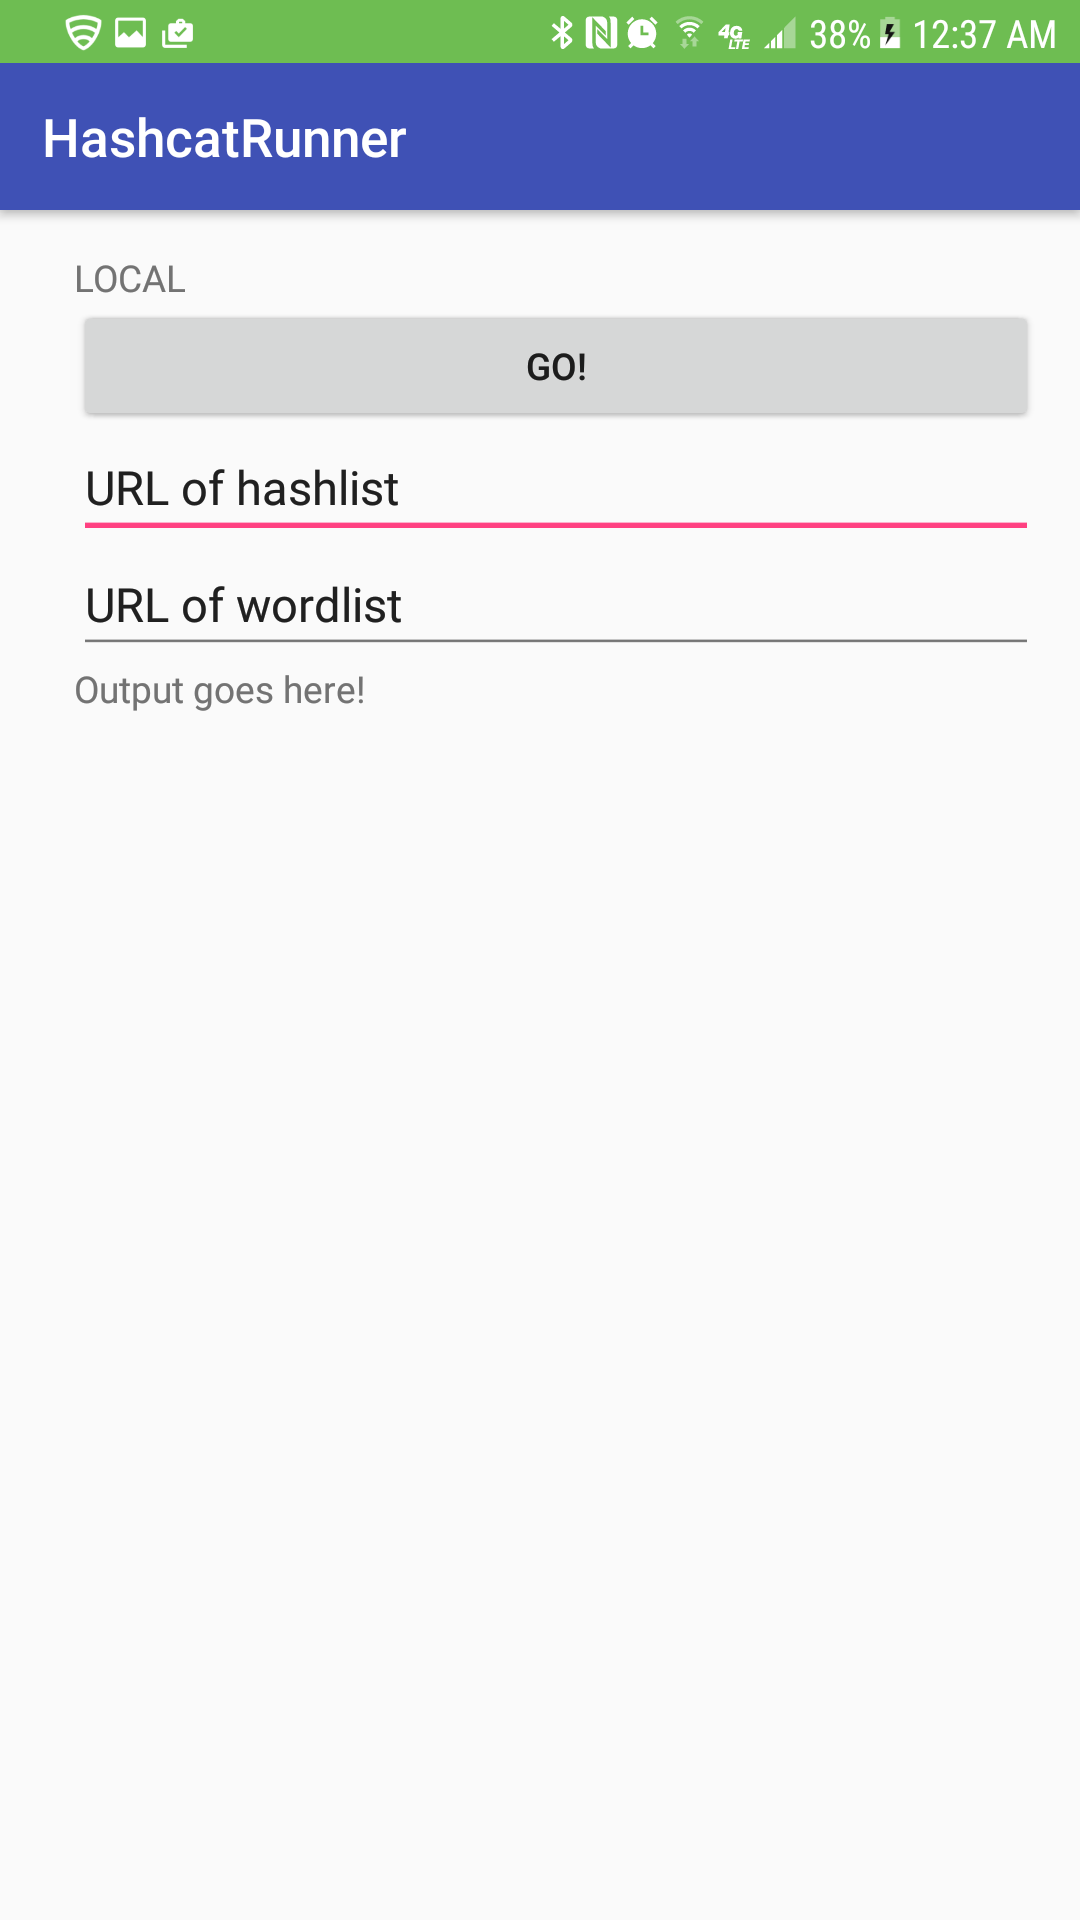 4G LTE 38% 12:37 AM
HashcatRunner
LOCAL
GO!
URL of hashlist
URL of wordlist
Output goes here!